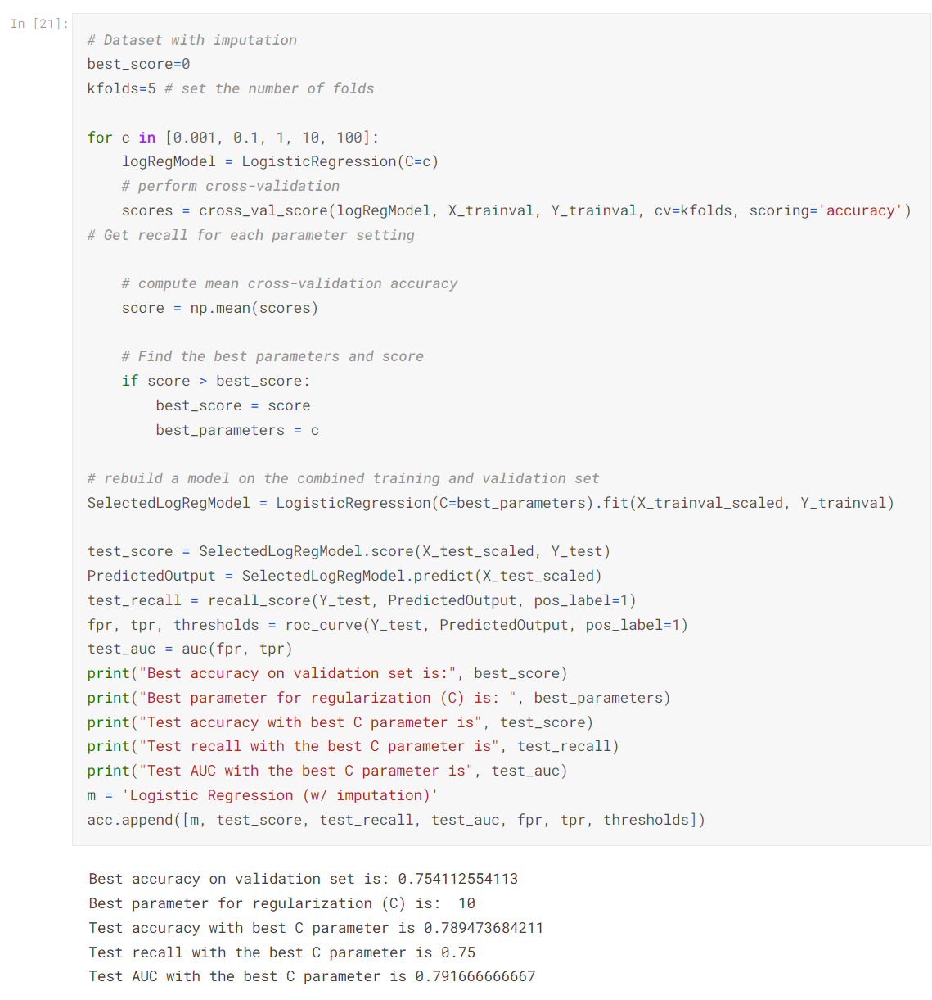 In [21]:
# Dataset with imputation
best_score=0
kfolds=5 # set the number of folds
for c in [0.001, 0.1, 1, 10, 100]:
    logRegModel = LogisticRegression(C=c)
    # perform cross-validation
    scores = cross_val_score(logRegModel, X_trainval, Y_trainval, cv=kfolds, scoring='accuracy')
# Get recall for each parameter setting
    # compute mean cross-validation accuracy
    score = np.mean(scores)
    # Find the best parameters and score
    if score > best_score:
        best_score = score
        best_parameters = c
# rebuild a model on the combined training and validation set
SelectedLogRegModel = LogisticRegression(C=best_parameters).fit(X_trainval_scaled, Y_trainval)
test_score = SelectedLogRegModel.score(X_test_scaled, Y_test)
PredictedOutput = SelectedLogRegModel.predict(X_test_scaled)
test_recall = recall_score(Y_test, PredictedOutput, pos_label=1)
fpr, tpr, thresholds = roc_curve(Y_test, PredictedOutput, pos_label=1)
test_auc = auc(fpr, tpr)
print("Best accuracy on validation set is:", best_score)
print("Best parameter for regularization (C) is: ", best_parameters)
print("Test accuracy with best C parameter is", test_score)
print("Test recall with the best C parameter is", test_recall)
print("Test AUC with the best C parameter is", test_auc)
m = 'Logistic Regression (w/ imputation)'
acc.append([m, test_score, test_recall, test_auc, fpr, tpr, thresholds])
Best accuracy on validation set is: 0.754112554113
Best parameter for regularization (C) is:  10
Test accuracy with best C parameter is 0.789473684211
Test recall with the best C parameter is 0.75
Test AUC with the best C parameter is 0.791666666667